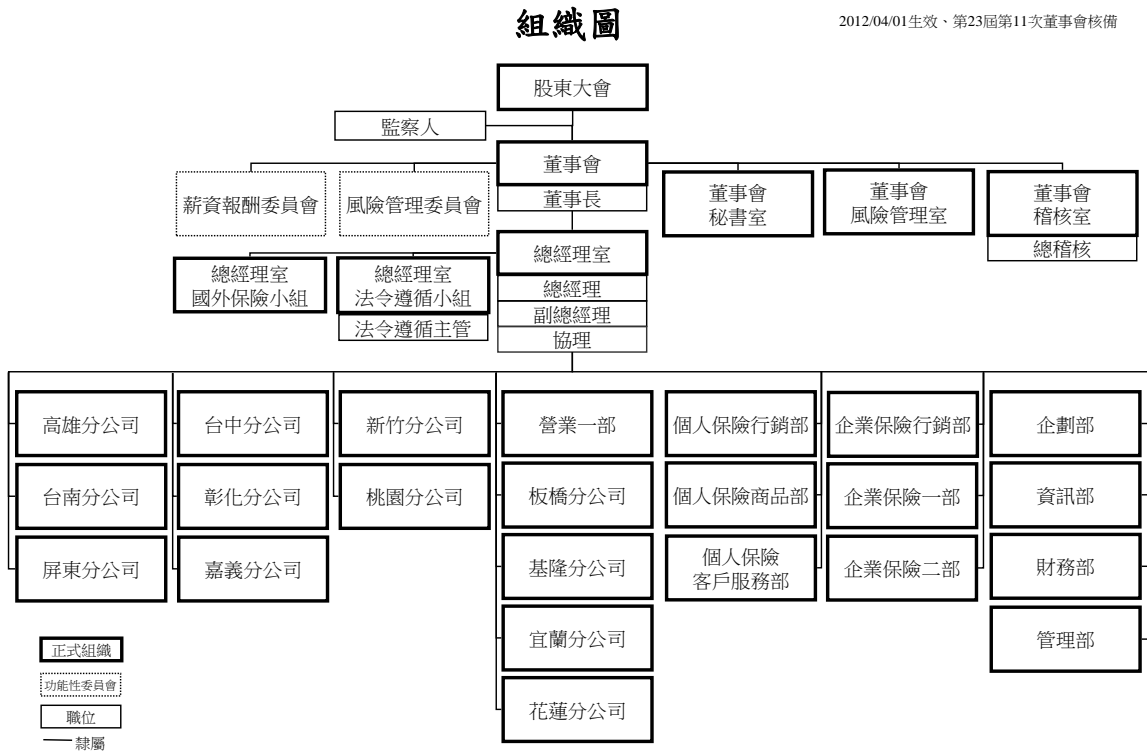 組織圖
2012/04/01生效、第23屆第11次董事會核備
股東大會
監察人
董事會
董事長
薪資報酬委員會
風險管理委員會
董事會
秘書室
董事會
風險管理室
董事會
稽核室
總稽核
總經理室
總經理
副總經理
協理
總經理室
國外保險小組
總經理室
法令遵循小組
法令遵循主管
高雄分公司
台南分公司
屏東分公司
台中分公司
彰化分公司
嘉義分公司
新竹分公司
桃園分公司
營業一部
板橋分公司
基隆分公司
宜蘭分公司
花蓮分公司
個人保險行銷部
個人保險商品部
個人保險
客戶服務部
企業保險行銷部
企業保險一部
企業保險二部
企劃部
資訊部
財務部
管理部
正式組織
功能性委員會
職位
隸屬